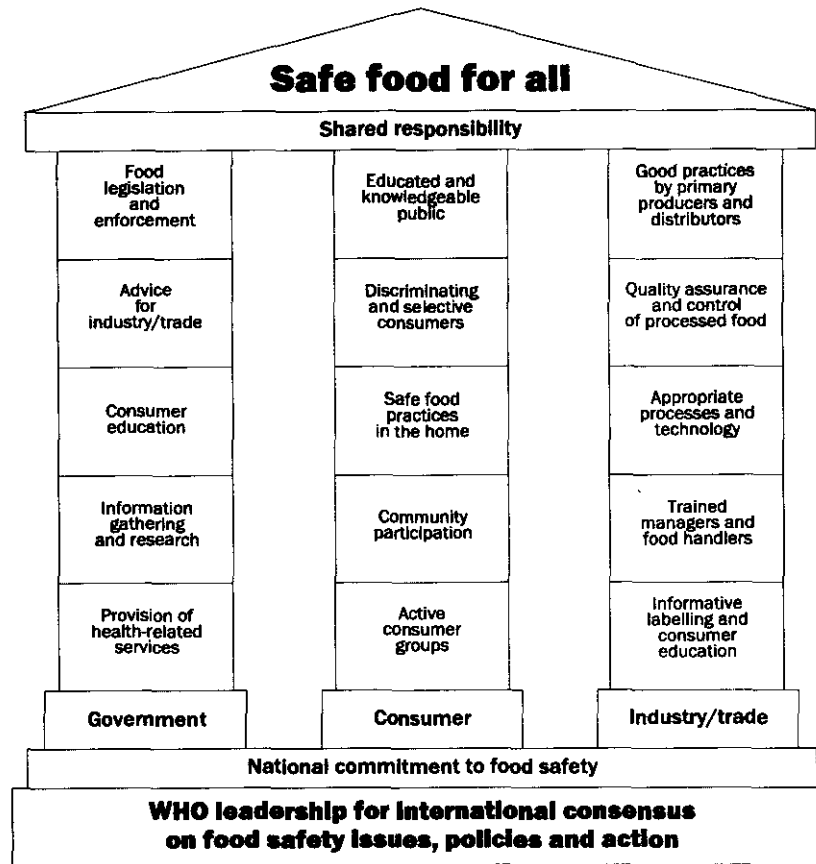 Safe food for all
Shared responsibility
Food
legislation
and
enforcement
Advice
for
industry/trade
Consumer
education
Information
gathering
and research
Provision of
health-related
services
Government
Educated and
knowledgeable
public
Discriminating
and selective
consumers
Safe food
practices
in the home
Community
participation
Active
consumer
groups
Consumer
Good practices
by primary
producers and
distributors
Quality assurance
and control
of processed food
Appropriate
processes and
technology
Trained
managers and
food handlers
Informative
labelling and
consumer
education
Industry/trade
National commitment to food safety
WHO leadership for international consensus
on food safety issues, policies and action